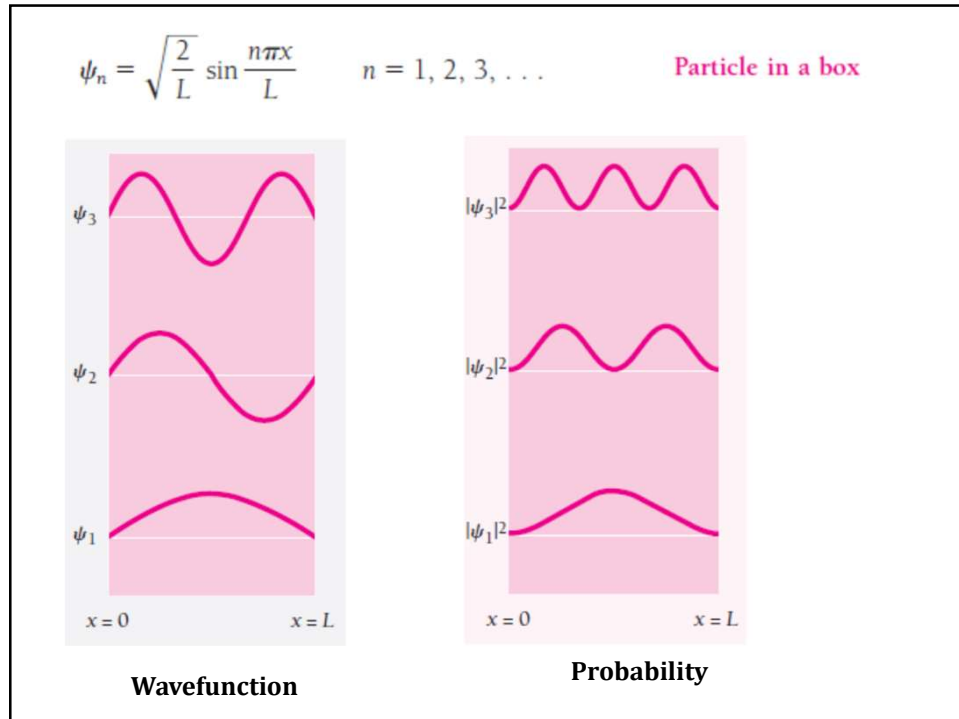 ψₙ = √(2/L) sin nπx/L n = 1, 2, 3, . . . Particle in a box
ψ₃
ψ₂
ψ₁
x = 0 x = L
Wavefunction
|ψ₃|²
|ψ₂|²
|ψ₁|²
x = 0 x = L
Probability